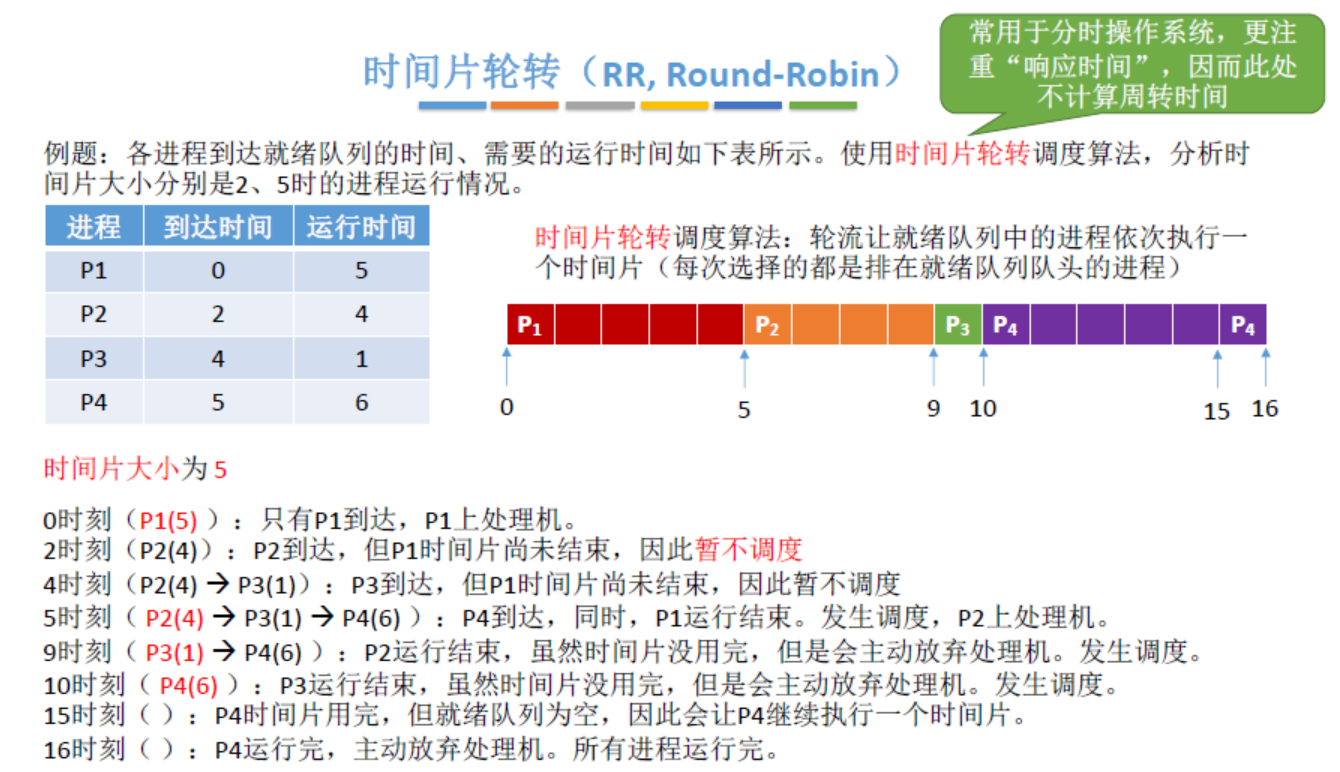 常用于分时操作系统，更注
重“响应时间”，因而此处
不计算周转时间
时间片轮转（RR, Round-Robin）
例题：各进程到达就绪队列的时间、需要的运行时间如下表所示。使用时间片轮转调度算法，分析时
间片大小分别是2、5时的进程运行情况。
进程 到达时间 运行时间
P1 0 5
P2 2 4
P3 4 1
P4 5 6
时间片轮转调度算法：轮流让就绪队列中的进程依次执行一
个时间片（每次选择的都是排在就绪队列队头的进程）
P1 P2 P3 P4 P4
0 5 9 10 15 16
时间片大小为 5
0时刻（P1(5) ）：只有P1到达，P1上处理机。
2时刻（P2(4)）：P2到达，但P1时间片尚未结束，因此暂不调度
4时刻（P2(4) → P3(1)）：P3到达，但P1时间片尚未结束，因此暂不调度
5时刻（ P2(4) → P3(1) → P4(6) ）：P4到达，同时，P1运行结束。发生调度，P2上处理机。
9时刻（ P3(1) → P4(6) ）：P2运行结束，虽然时间片没用完，但是会主动放弃处理机。发生调度。
10时刻（ P4(6) ）：P3运行结束，虽然时间片没用完，但是会主动放弃处理机。发生调度。
15时刻（ ）：P4时间片用完，但就绪队列为空，因此会让P4继续执行一个时间片。
16时刻（ ）：P4运行完，主动放弃处理机。所有进程运行完。